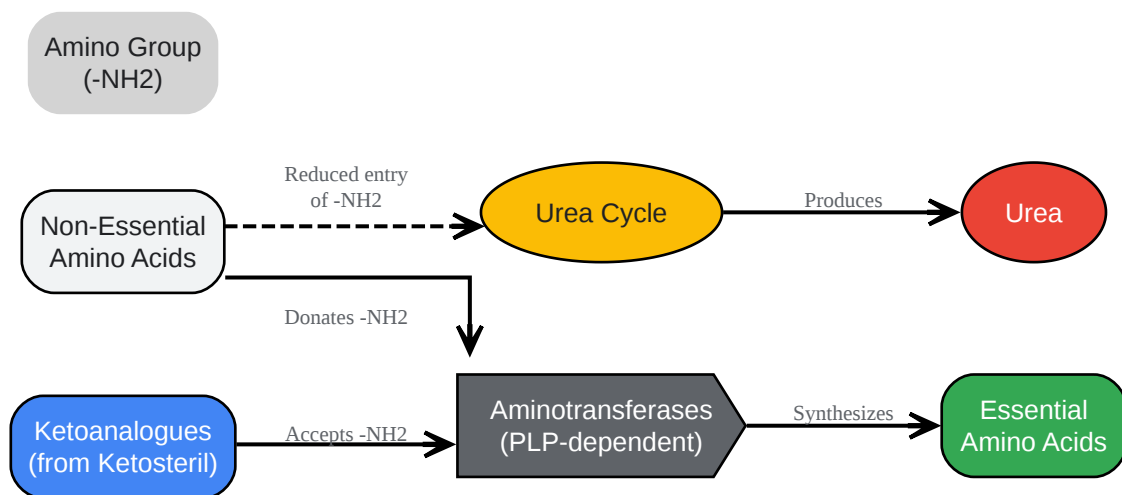 Amino Group
(-NH2)
Reduced entry
of -NH2
Non-Essential
Amino Acids
Urea Cycle
Produces
Urea
Donates -NH2
Ketoanalogues
(from Ketosteril)
Accepts -NH2
Aminotransferases
(PLP-dependent)
Synthesizes
Essential
Amino Acids